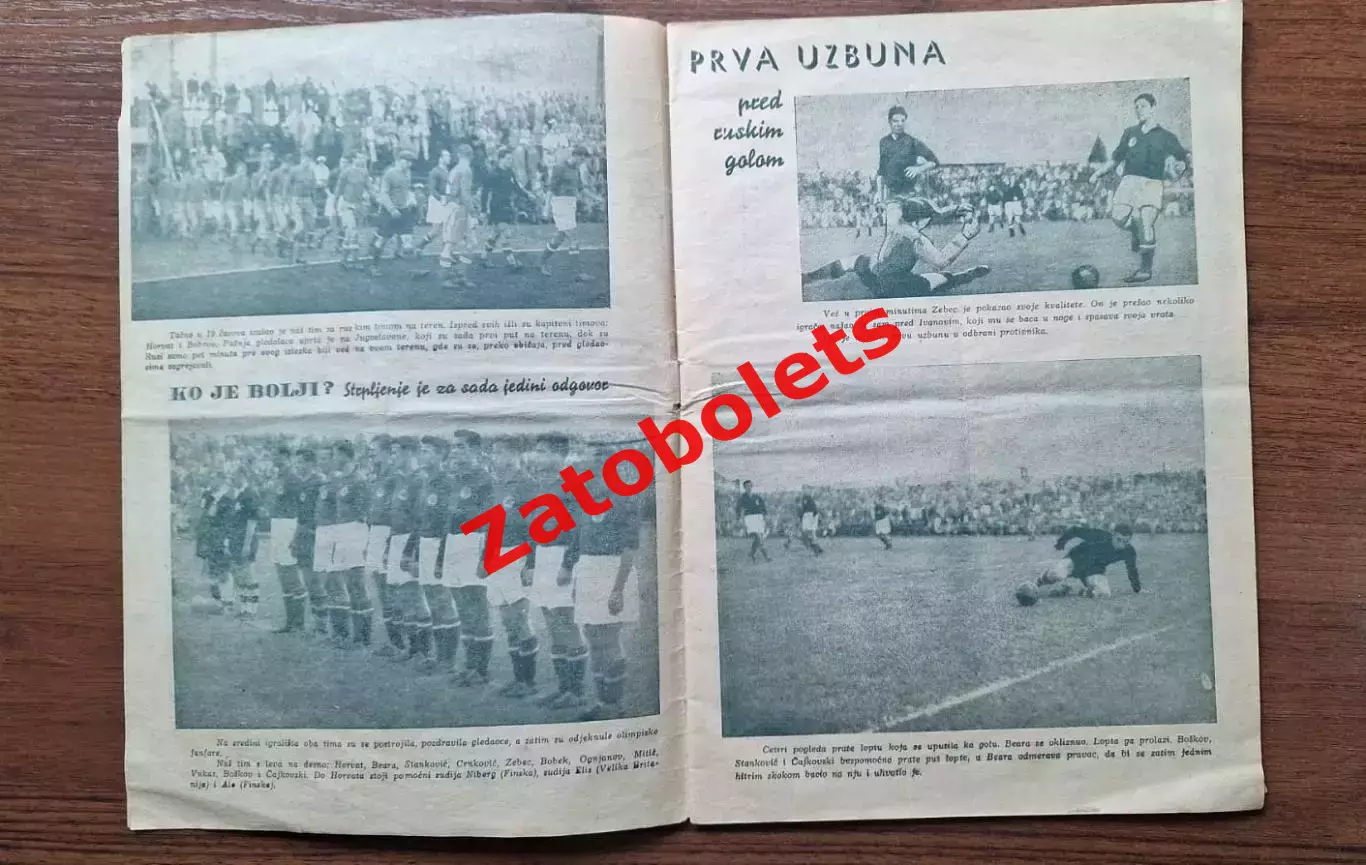 Tačno u 19 časova izašao je naš tim sa ruskim timom na teren. Ispred svih išli su kapiteni timova:
Horvat i Bobrov. Pažnja gledalaca uprta je na Jugoslovene, koji su sada prvi put na terenu, dok su
Rusi samo pet minuta pre svog izlaska bili već na ovom terenu, gde su se, preko običaja, pred gledao-
cima zagrejavali.
KO JE BOLJI? Strpljenje je za sada jedini odgovor
Na sredini igrališta oba tima su se postrojila, pozdravila gledaoce, a zatim su odjeknule olimpiske
fanfare.
Naš tim s leva na desno: Horvat, Beara, Stanković, Crnković, Zebec, Bobek, Ognjanov, Mitić,
Vukas, Boškov i Čajkovski. Do Horvata stoji pomoćni sudija Niberg (Finska), sudija Elis (Velika Brita-
nija) i Alo (Finska).
PRVA UZBUNA
pred
ruskim
golom
Već u prvim minutima Zebec je pokazao svoje kvalitete. On je prešao nekoliko
igrača sam pred Ivanovim, koji mu se baca u noge i spasava svoja vrata.
je uzbunu u odbrani protivnika.
Četiri pogleda prate loptu koja se uputila ka golu. Beara se okliznuo. Lopta ga prolazi. Boškov,
Stanković i Čajkovski bespomoćno prate put lopte, a Beara odmerava pravac, da bi se zatim jednim
hitrim skokom bacio na nju i uhvatio je.
Zatobolets